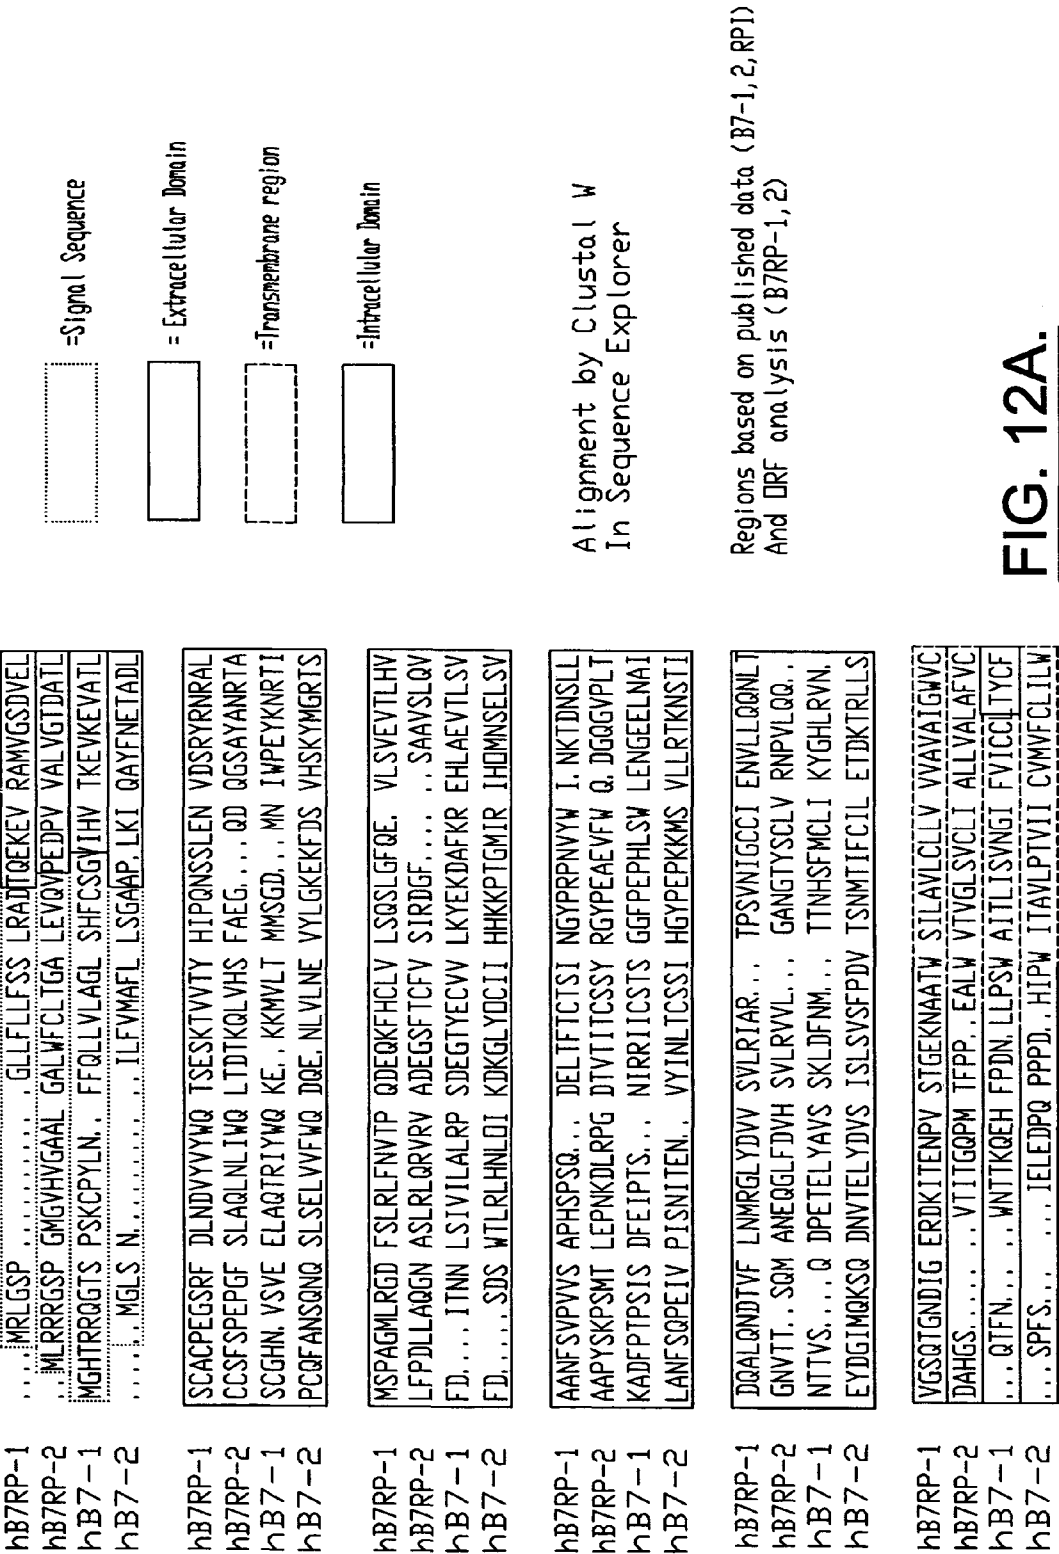 hB7RP-1 ....MRLGSP .......... .GLLFLLFSS LRADTQEKEV RAMVGSDVEL
hB7RP-2 ..MLRRRGSP GMGVHVGAAL GALWFCLTGA LEVQVPEDPV VALVGTDATL
hB7-1 MGHTRRQGTS PSKCPYLN.. FFQLLVLAGL SHFCSGVIHV TKEVKEVATL
hB7-2 ......MGLS N......... .ILFVMAFL LSGAAP.LKI QAYFNETADL
hB7RP-1 SCACPEGSRF DLNDVYVYWQ TSESKTVVTY HIPQNSSLEN VDSRYRNRAL
hB7RP-2 CCSFSPEPGF SLAQLNLIWQ LTDTKQLVHS FAEG...QD QGSAYANRTA
hB7-1 SCGHN.VSVE ELAQTRIYWQ KE.KKMVLT MMSGD...MN IWPEYKNRTI
hB7-2 PCQFANSQNQ SLSELVVFWQ DQE.NLVLNE VYLGKEKFDS VHSKYMGRTS
hB7RP-1 MSPAGMLRGD FSLRLFNVTP QDEQKFHCLV LSQSLGFQE. VLSVEVTLHV
hB7RP-2 LFPDLLAQGN ASLRLQRVRV ADEGSFTCFV SIRDGF.... ..SAAVSLQV
hB7-1 FD....ITNN LSIVILALRP SDEGTYECVV LKYEKDAFKR EHLAEVTLSV
hB7-2 FD.....SDS WTLRLHNLQI KDKGLYQCII HHKKPTGMIR IHQMNSELSV
hB7RP-1 AANFSVPVVS APHSPSQ... DELTFTCTSI NGYPRPNVYW I.NKTDNSLL
hB7RP-2 AAPYSKPSMT LEPNKDLRPG DTVTITCSSY RGYPEAEVFW Q.DGQGVPLT
hB7-1 KADFPTPSIS DFEIPTS... NIRRIICSTS GGFPEPHLSW LENGEELNAI
hB7-2 LANFSQPEIV PISNITEN.. VYINLTCSSI HGYPEPKKMS VLLRTKNSTI
hB7RP-1 DQALQNDTVF LNMRGLYDVV SVLRIAR... TPSVNIGCCI ENVLLQQNLT
hB7RP-2 GNVTT..SQM ANEQGLFDVH SVLRVVL... GANGTYSCLV RNPVLQQ..
hB7-1 NTTVS....Q DPETELYAVS SKLDFNM... TTNHSFMCLI KYGHLRVN.
hB7-2 EYDGIMQKSQ DNVTELYDVS ISLSVSFPDV TSNMTIFCIL ETDKTRLLS
hB7RP-1 VGSQTGNDIG ERDKITENPV STGEKNAATW SILAVLCLLV VVAVAIGWVC
hB7RP-2 DAHGS..... ..VTITGQPM TFPP..EALW VTVGLSVCLI ALLVALAFVC
hB7-1 ...QTFN... ..WNTTKQEH FPDN.LLPSW AITLISVNGI FVICCLTYCF
hB7-2 ...SPFS... ...IELEDPQ PPPD..HIPW ITAVLPTVII CVMVFCLILW
=Signal Sequence
= Extracellular Domain
=Transmembrane region
=Intracellular Domain
Alignment by Clustal W
In Sequence Explorer
Regions based on published data (B7-1,2,RPI)
And ORF analysis (B7RP-1,2)
FIG. 12A.